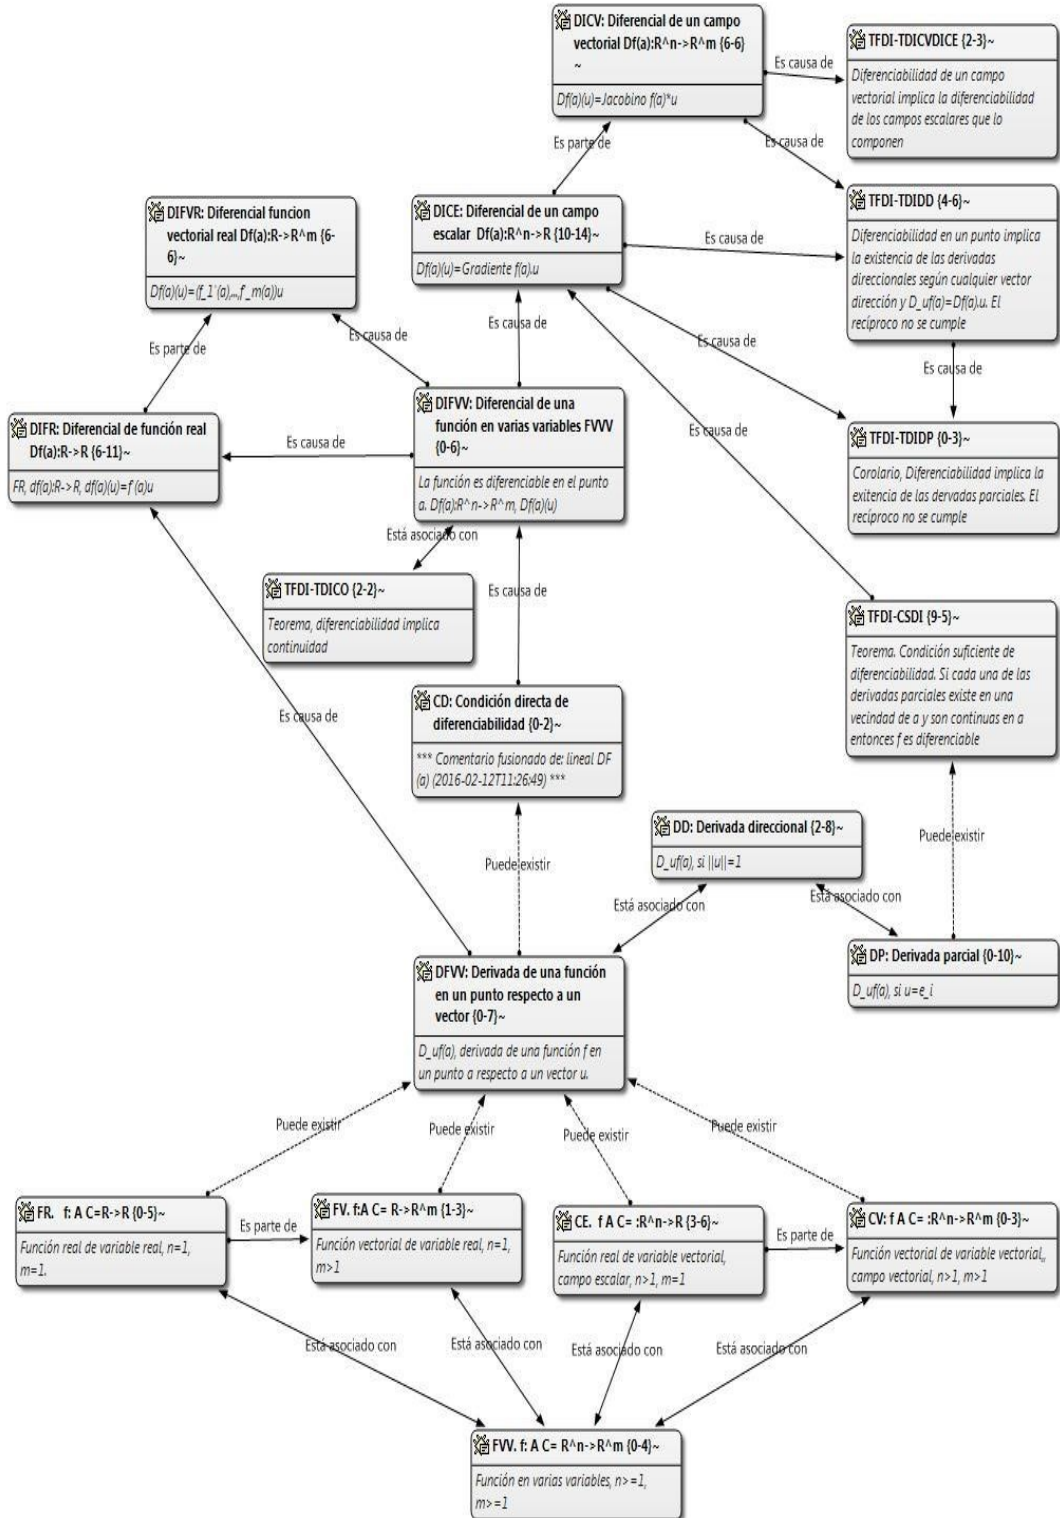 DICV: Diferencial de un campo
vectorial Df(a):R^n->R^m {6-6}
~
Df(a)(u)=Jacobino f(a)*u
Es causa de
TFDI-TDICVDICE {2-3}~
Diferenciabilidad de un campo
vectorial implica la diferenciabilidad
de los campos escalares que lo
componen
Es parte de
Es causa de
DIFVR: Diferencial funcion
vectorial real Df(a):R->R^m {6-
6}~
Df(a)(u)=(f_1'(a),..,,f'_m(a))u
DICE: Diferencial de un campo
escalar Df(a):R^n->R {10-14}~
Df(a)(u)=Gradiente f(a).u
Es causa de
TFDI-TDIDD {4-6}~
Diferenciabilidad en un punto implica
la existencia de las derivadas
direccionales según cualquier vector
dirección y D_uf(a)=Df(a).u. El
recíproco no se cumple
Es parte de
Es causa de
Es causa de
Es causa de
Es causa de
DIFR: Diferencial de función real
Df(a):R->R {6-11}~
FR, df(a):R->R, df(a)(u)=f'(a)u
Es causa de
DIFVV: Diferencial de una
función en varias variables FVVV
{0-6}~
La función es diferenciable en el punto
a. Df(a):R^n->R^m, Df(a)(u)
Es causa de
TFDI-TDIDP {0-3}~
Corolario, Diferenciabilidad implica la
exitencia de las dervadas parciales. El
recíproco no se cumple
Está asociado con
TFDI-TDICO {2-2}~
Teorema, diferenciabilidad implica
continuidad
Es causa de
TFDI-CSDI {9-5}~
Teorema. Condición suficiente de
diferenciabilidad. Si cada una de las
derivadas parciales existe en una
vecindad de a y son continuas en a
entonces f es diferenciable
Es causa de
CD: Condición directa de
diferenciabilidad {0-2}~
*** Comentario fusionado de: lineal DF
(a) (2016-02-12T11:26:49) ***
Puede existir
DD: Derivada direccional {2-8}~
D_uf(a), si ||u||=1
Puede existir
Está asociado con
Está asociado con
DP: Derivada parcial {0-10}~
D_uf(a), si u=e_i
DFVV: Derivada de una función
en un punto respecto a un
vector {0-7}~
D_uf(a), derivada de una función f en
un punto a respecto a un vector u.
Puede existir
Puede existir
Puede existir
Puede existir
FR. f: A C=R->R {0-5}~
Función real de variable real, n=1,
m=1.
Es parte de
FV. f:A C= R->R^m {1-3}~
Función vectorial de variable real, n=1,
m>1
CE. f A C= :R^n->R {3-6}~
Función real de variable vectorial,
campo escalar, n>1, m=1
Es parte de
CV: f A C= :R^n->R^m {0-3}~
Función vectorial de variable vectorial,,
campo vectorial, n>1, m>1
Está asociado con
Está asociado con
Está asociado con
Está asociado con
FVV. f: A C= R^n->R^m {0-4}~
Función en varias variables, n>=1,
m>=1